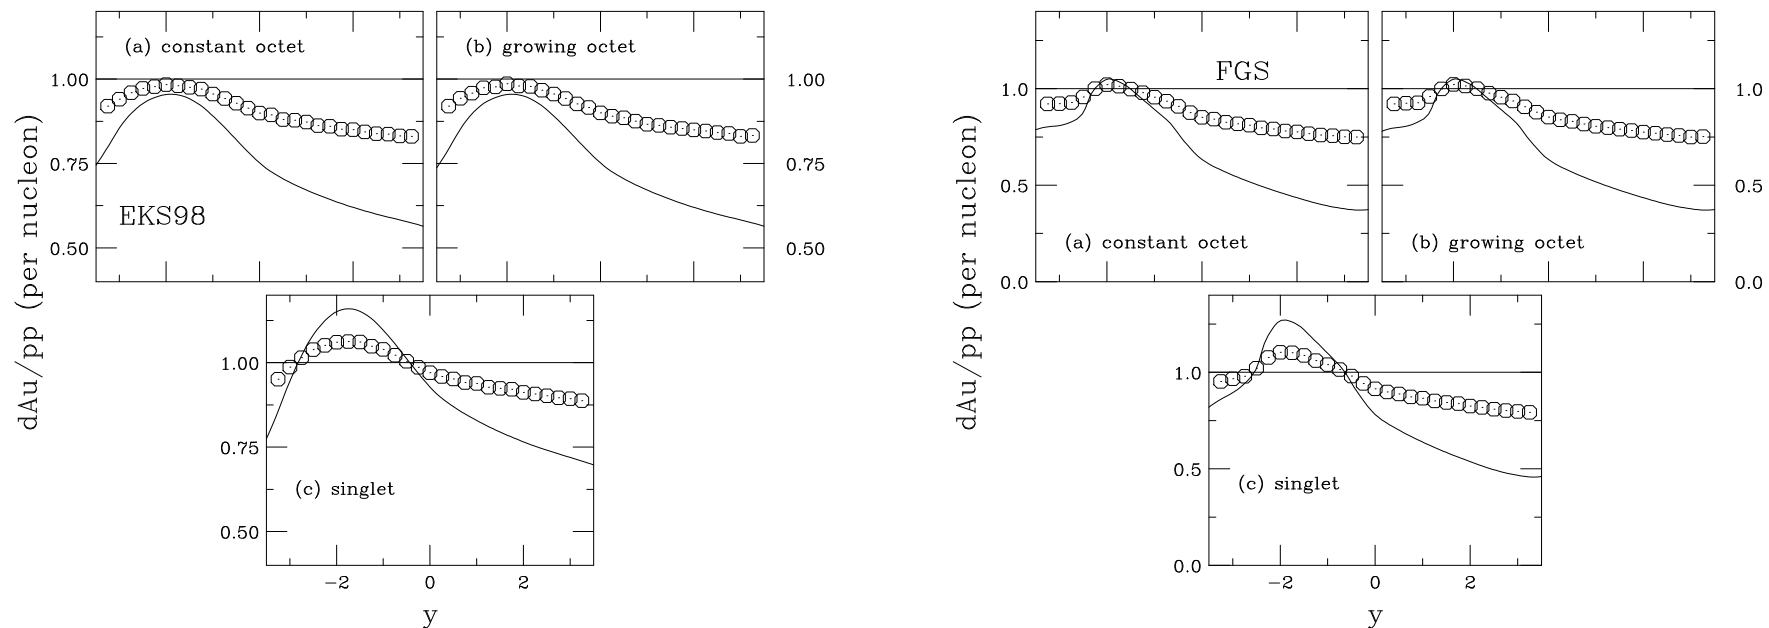 dAu/pp (per nucleon)
(a) constant octet
(b) growing octet
1.00
1.00
0.75
0.75
EKS98
0.50
0.50
1.00
0.75
(c) singlet
0.50
−2 0 2
y
dAu/pp (per nucleon)
FGS
1.0
1.0
0.5
0.5
(a) constant octet
(b) growing octet
0.0
0.0
1.0
0.5
(c) singlet
0.0
−2 0 2
y